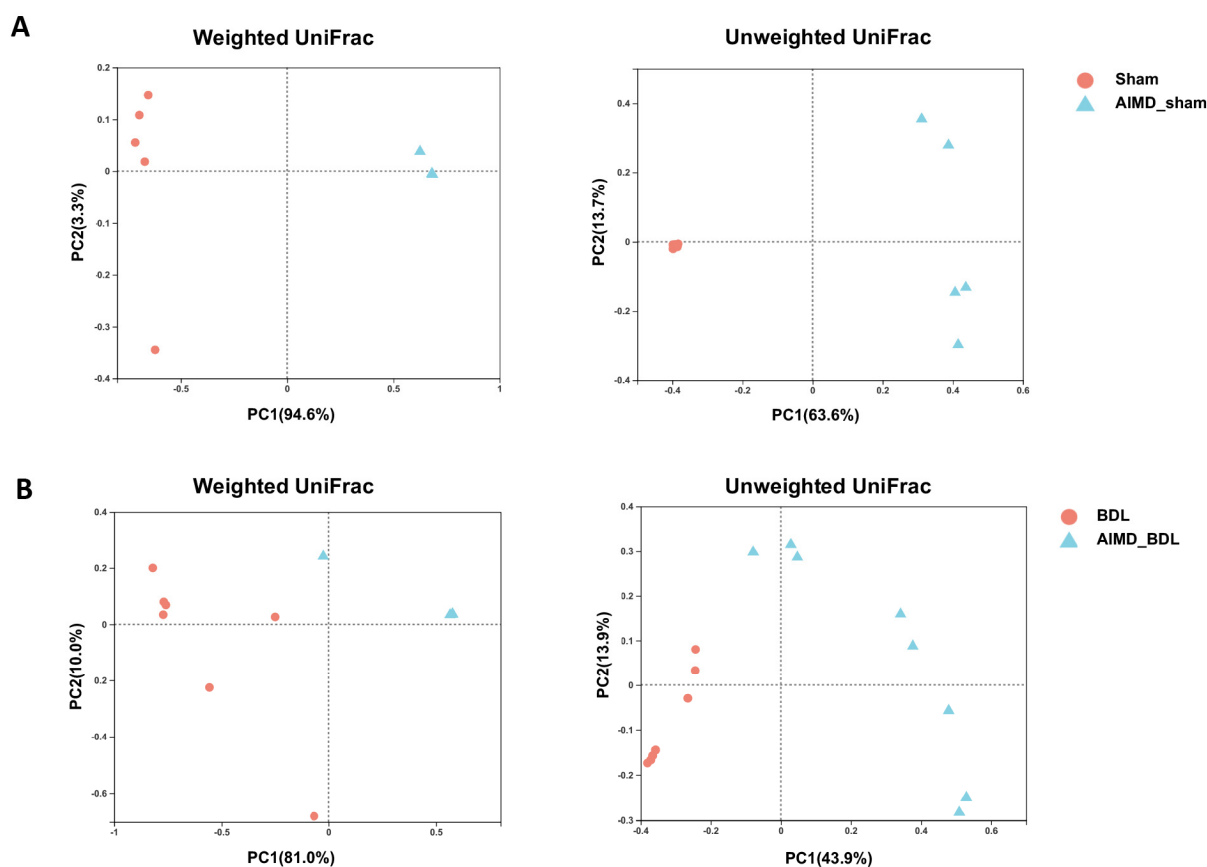 A
Weighted UniFrac
0.2
0.1
0
-0.1
-0.2
-0.3
-0.4
-0.5
0
0.5
1
PC2(3.3%)
PC1(94.6%)
Unweighted UniFrac
0.4
0.2
0
-0.2
-0.4
-0.4
-0.2
0
0.2
0.4
0.6
PC2(13.7%)
PC1(63.6%)
Sham
AIMD_sham
B
Weighted UniFrac
0.4
0.2
0
0.2
-0.4
-0.6
-1
-0.5
0
0.5
PC2(10.0%)
PC1(81.0%)
Unweighted UniFrac
0.4
0.3
0.2
0.1
0
-0.1
-0.2
-0.3
-0.4
-0.2
0
0.2
0.4
0.6
PC2(13.9%)
PC1(43.9%)
BDL
AIMD_BDL